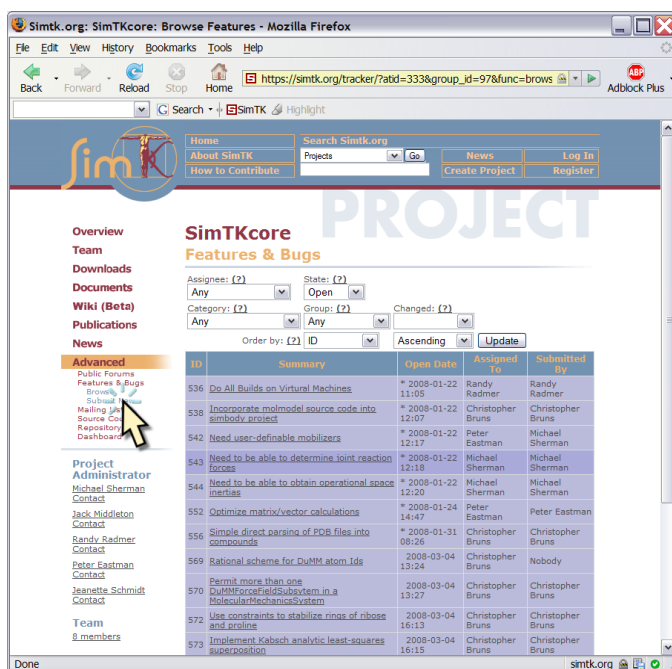 Simtk.org: SimTKcore: Browse Features - Mozilla Firefox
File Edit View History Bookmarks Tools Help
Back Forward Reload Stop Home https://simtk.org/tracker/?atid=333&group_id=97&func=brows ABP Adblock Plus
G Search SimTK Highlight
SimTK
Home Search Simtk.org
About SimTK Projects Go News Log In
How to Contribute Create Project Register
PROJECT
Overview
Team
Downloads
Documents
Wiki (Beta)
Publications
News
Advanced
Public Forums
Features & Bugs
Brow
Submit New
Mailing Lists
Source Co
Repository
Dashboard
Project
Administrator
Michael Sherman
Contact
Jack Middleton
Contact
Randy Radmer
Contact
Peter Eastman
Contact
Jeanette Schmidt
Contact
Team
8 members
SimTKcore
Features & Bugs
Assignee: (?) State: (?)
Any Open
Category: (?) Group: (?) Changed: (?)
Any Any
Order by: (?) ID Ascending Update
ID Summary Open Date Assigned To Submitted By
536 Do All Builds on Virtural Machines * 2008-01-22 11:05 Randy Radmer Randy Radmer
538 Incorporate molmodel source code into simbody project * 2008-01-22 12:07 Christopher Bruns Christopher Bruns
542 Need user-definable mobilizers * 2008-01-22 12:17 Peter Eastman Michael Sherman
543 Need to be able to determine joint reaction forces * 2008-01-22 12:18 Michael Sherman Michael Sherman
544 Need to be able to obtain operational space inertias * 2008-01-22 12:20 Michael Sherman Michael Sherman
552 Optimize matrix/vector calculations * 2008-01-24 14:47 Peter Eastman Peter Eastman
556 Simple direct parsing of PDB files into compounds * 2008-01-31 08:26 Christopher Bruns Christopher Bruns
569 Rational scheme for DuMM atom Ids 2008-03-04 13:24 Christopher Bruns Nobody
570 Permit more than one DuMMForceFieldSubsytem in a MolecularMechanicsSystem 2008-03-04 13:27 Christopher Bruns Christopher Bruns
572 Use constraints to stabilize rings of ribose and proline 2008-03-04 16:13 Christopher Bruns Christopher Bruns
573 Implement Kabsch analytic least-squares superposition 2008-03-04 16:15 Christopher Bruns Christopher Bruns
Done simtk.org